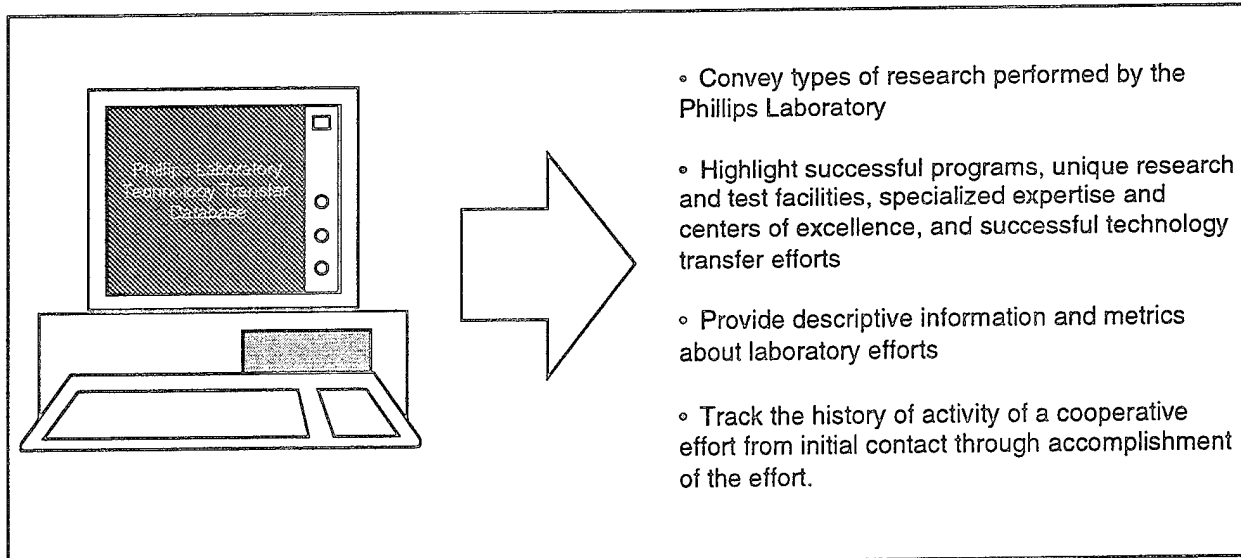 Phillips Laboratory
Technology Transfer
Database
◦ Convey types of research performed by the
Phillips Laboratory
◦ Highlight successful programs, unique research
and test facilities, specialized expertise and
centers of excellence, and successful technology
transfer efforts
◦ Provide descriptive information and metrics
about laboratory efforts
◦ Track the history of activity of a cooperative
effort from initial contact through accomplishment
of the effort.